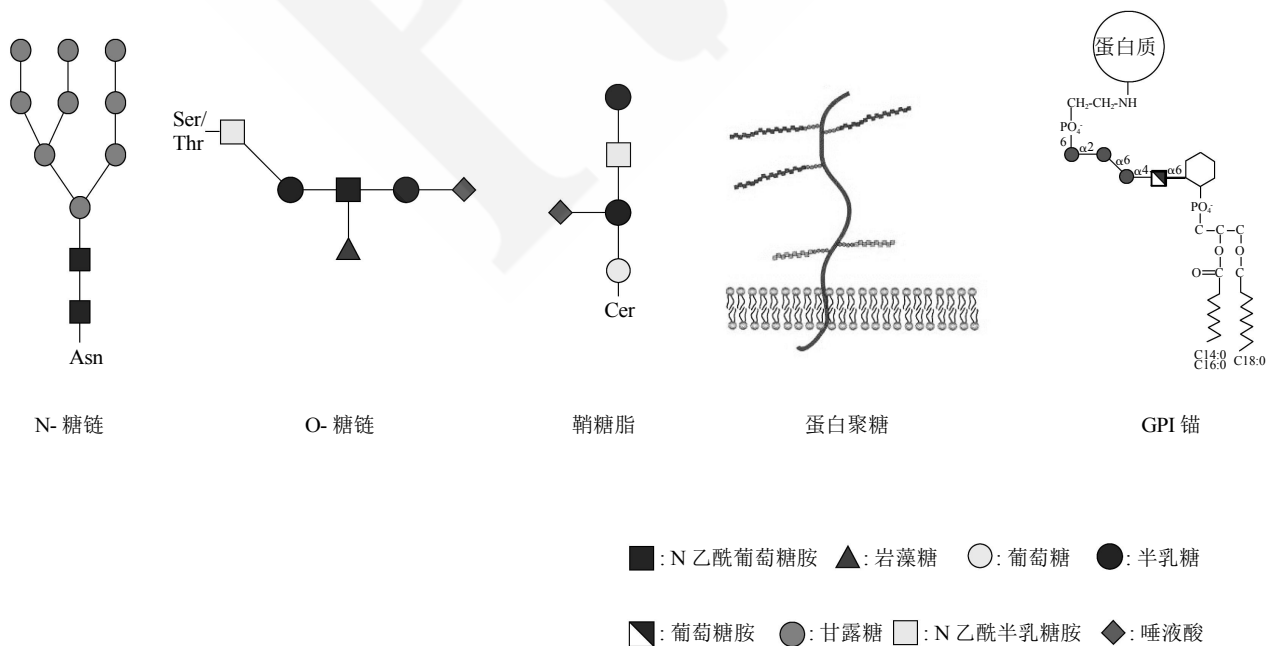 蛋白质
CH₂-CH₂-NH
PO₄⁻
6
α2
α6
α4
α6
PO₄⁻
C
C
C
O
O
O
C
C
C14:0
C16:0
C18:0
Ser/
Thr
Asn
Cer
N- 糖链
O- 糖链
鞘糖脂
蛋白聚糖
GPI 锚
: N 乙酰葡萄糖胺
: 岩藻糖
: 葡萄糖
: 半乳糖
: 葡萄糖胺
: 甘露糖
: N 乙酰半乳糖胺
: 唾液酸